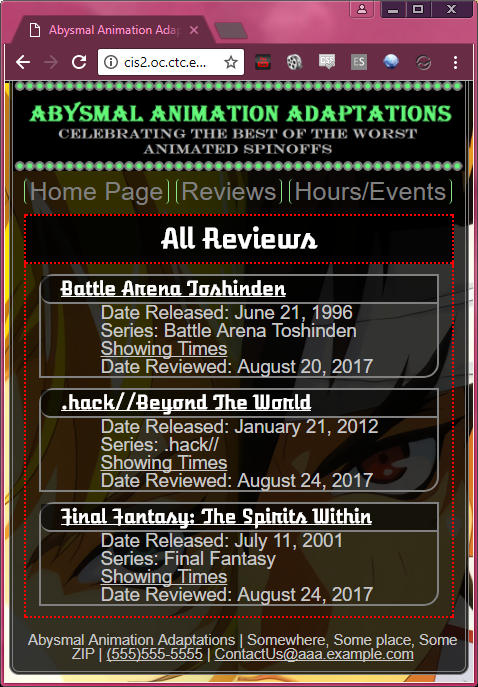 Abysmal Animation Adap
cis2.oc.ctc.e...
ABYSMAL ANIMATION ADAPTATIONS
CELEBRATING THE BEST OF THE WORST
ANIMATED SPINOFFS
Home Page Reviews Hours/Events
All Reviews
Battle Arena Toshinden
Date Released: June 21, 1996
Series: Battle Arena Toshinden
Showing Times
Date Reviewed: August 20, 2017
.hack//Beyond The World
Date Released: January 21, 2012
Series: .hack//
Showing Times
Date Reviewed: August 24, 2017
Final Fantasy: The Spirits Within
Date Released: July 11, 2001
Series: Final Fantasy
Showing Times
Date Reviewed: August 24, 2017
Abysmal Animation Adaptations | Somewhere, Some place, Some
ZIP | (555)555-5555 | ContactUs@aaa.example.com